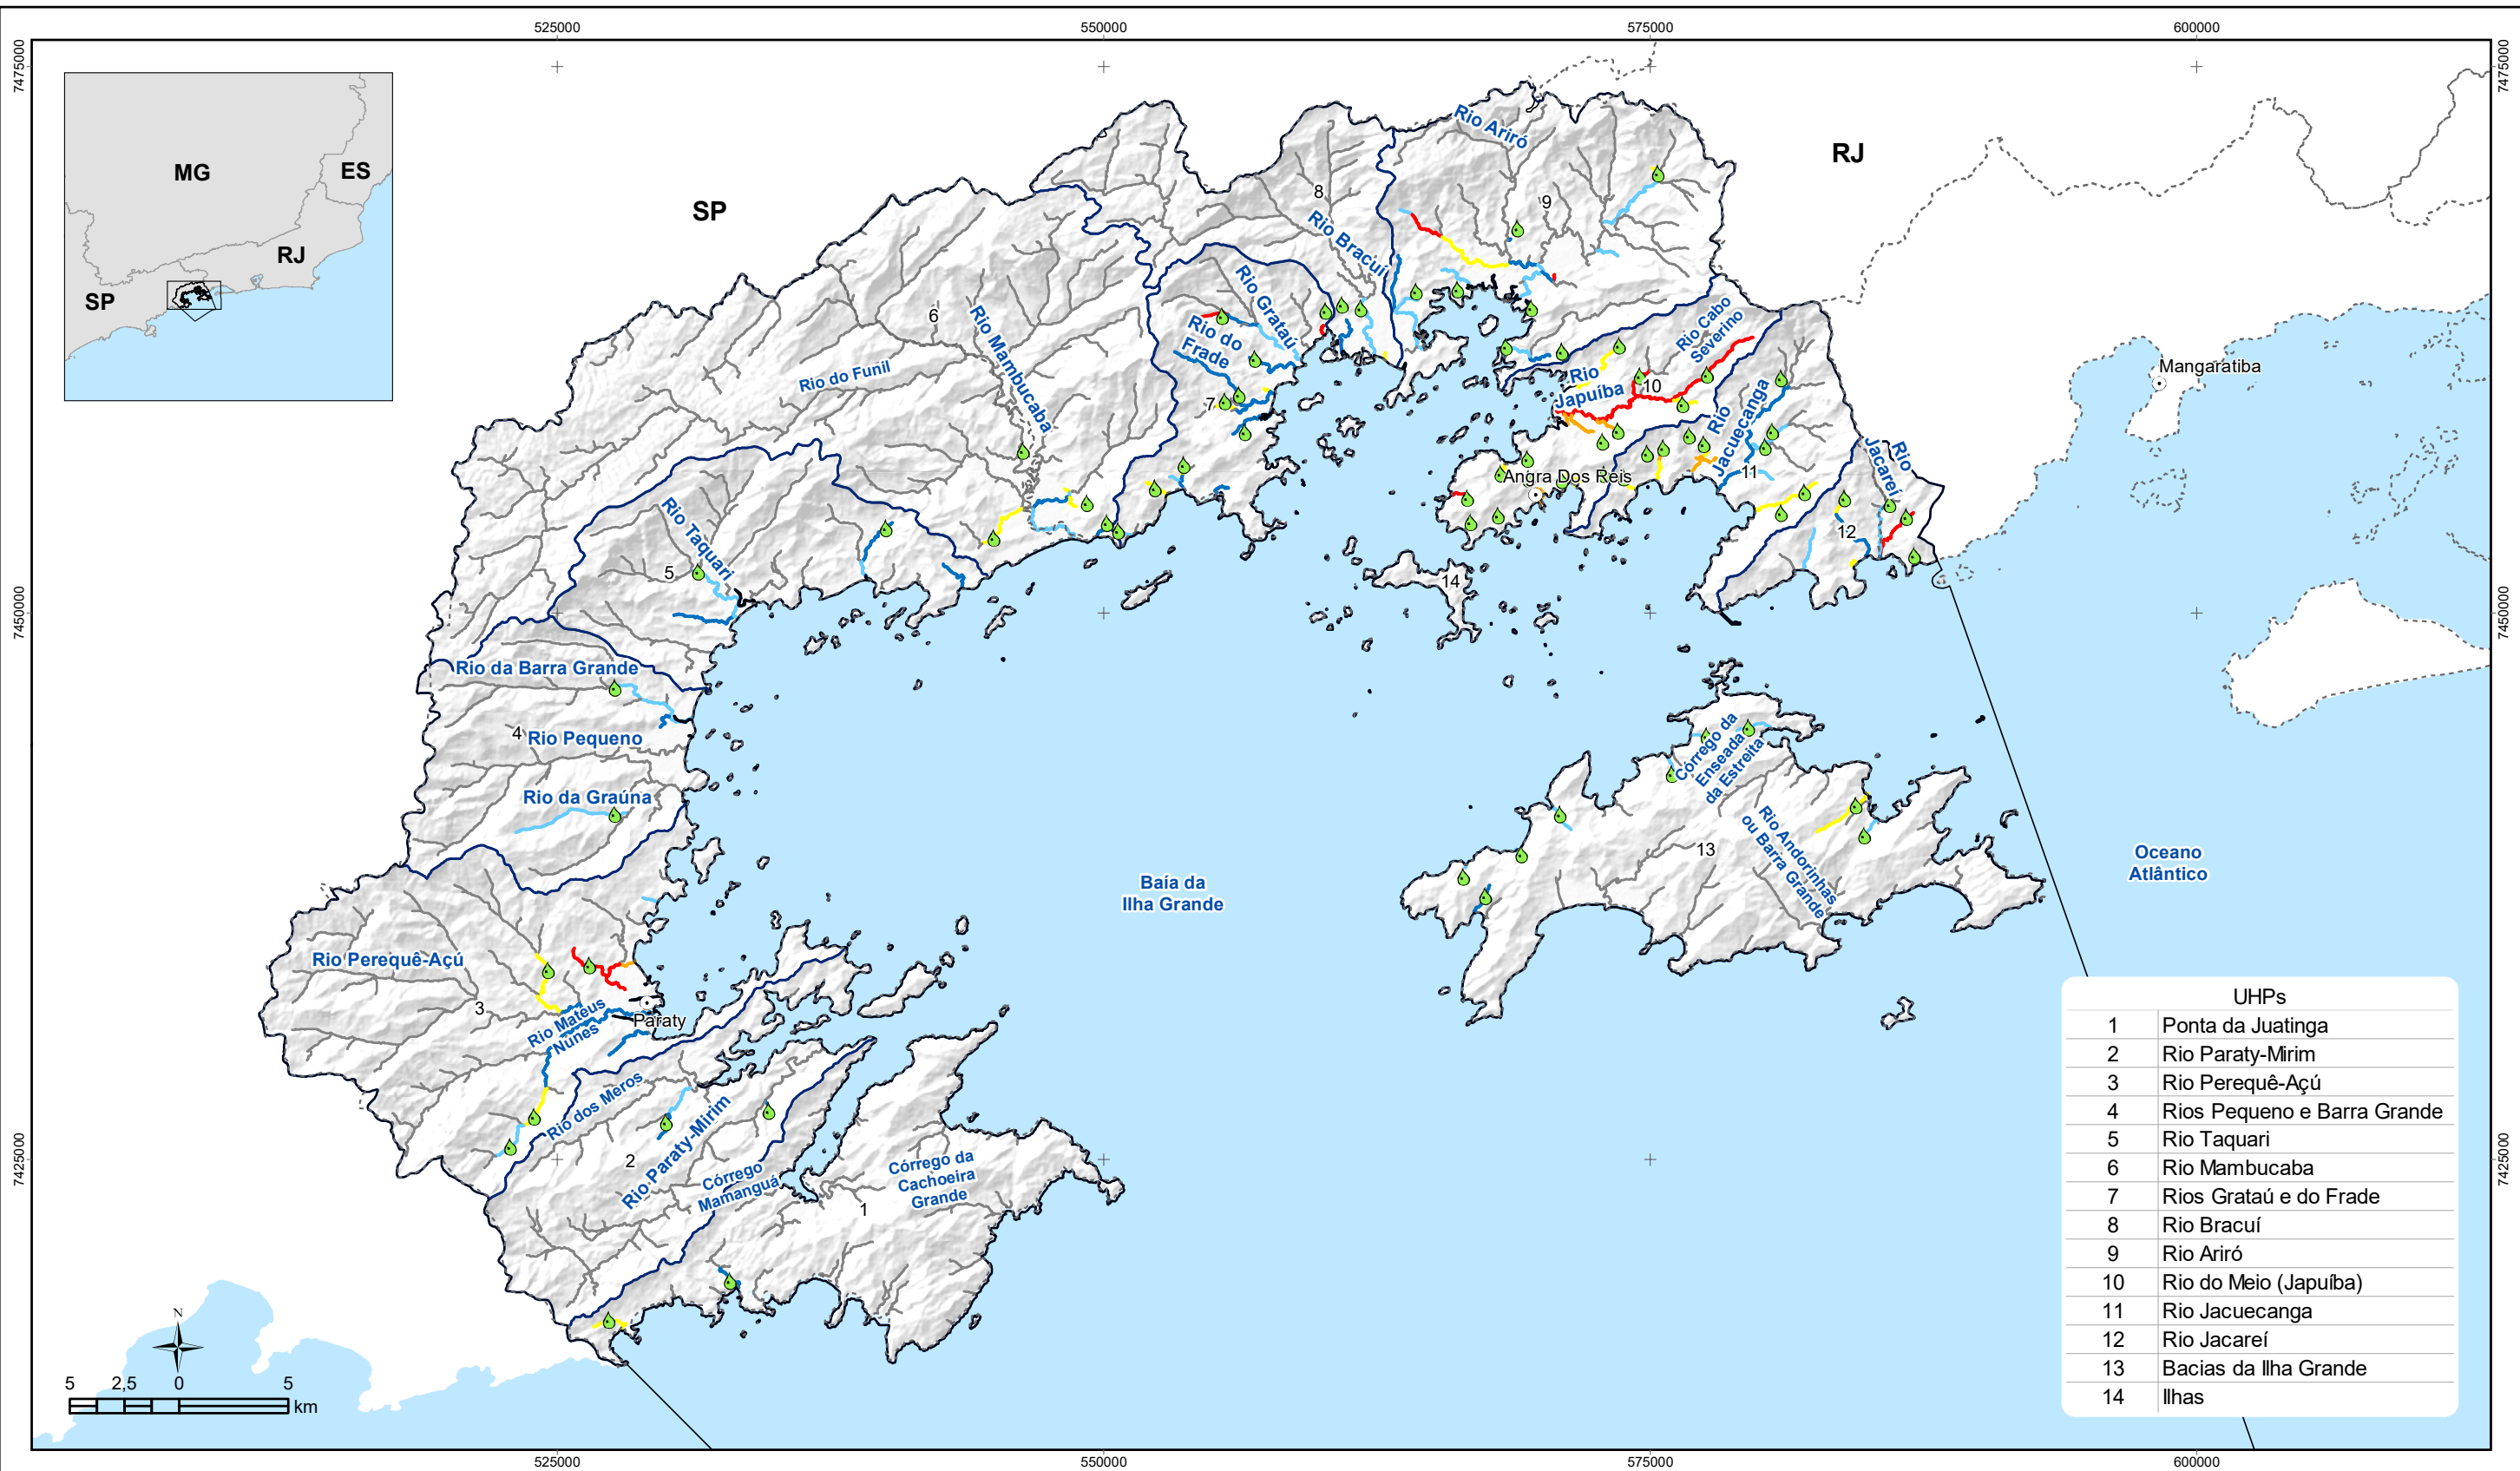 525000
550000
575000
600000
7475000
7475000
MG
ES
RJ
SP
SP
RJ
Rio Ariró
8
9
Rio Bracuí
Rio Grataú
6
Rio Mambucaba
Rio do
Frade
Rio Cabo
Severino
Rio do Funil
Rio
Japuíba
10
7
Rio
Jacuecanga
Mangaratiba
Rio
Jacareí
11
Angra Dos Reis
12
Rio Taquari
5
14
7450000
7450000
Rio da Barra Grande
4
Rio Pequeno
Rio da Graúna
Córrego da
Enseada
da Estreita
Rio Andorinhas
ou Barra Grande
13
Baía da
Ilha Grande
Oceano
Atlântico
Rio Perequê-Açú
3
Rio Mateus
Nunes
Paraty
Rio dos Meros
2
Rio Paraty-Mirim
Córrego
Mamanguá
Córrego da
Cachoeira
Grande
1
7425000
7425000
UHPs
1 Ponta da Juatinga
2 Rio Paraty-Mirim
3 Rio Perequê-Açú
4 Rios Pequeno e Barra Grande
5 Rio Taquari
6 Rio Mambucaba
7 Rios Grataú e do Frade
8 Rio Bracuí
9 Rio Ariró
10 Rio do Meio (Japuíba)
11 Rio Jacuecanga
12 Rio Jacareí
13 Bacias da Ilha Grande
14 Ilhas
N
5 2,5 0 5
km
525000
550000
575000
600000